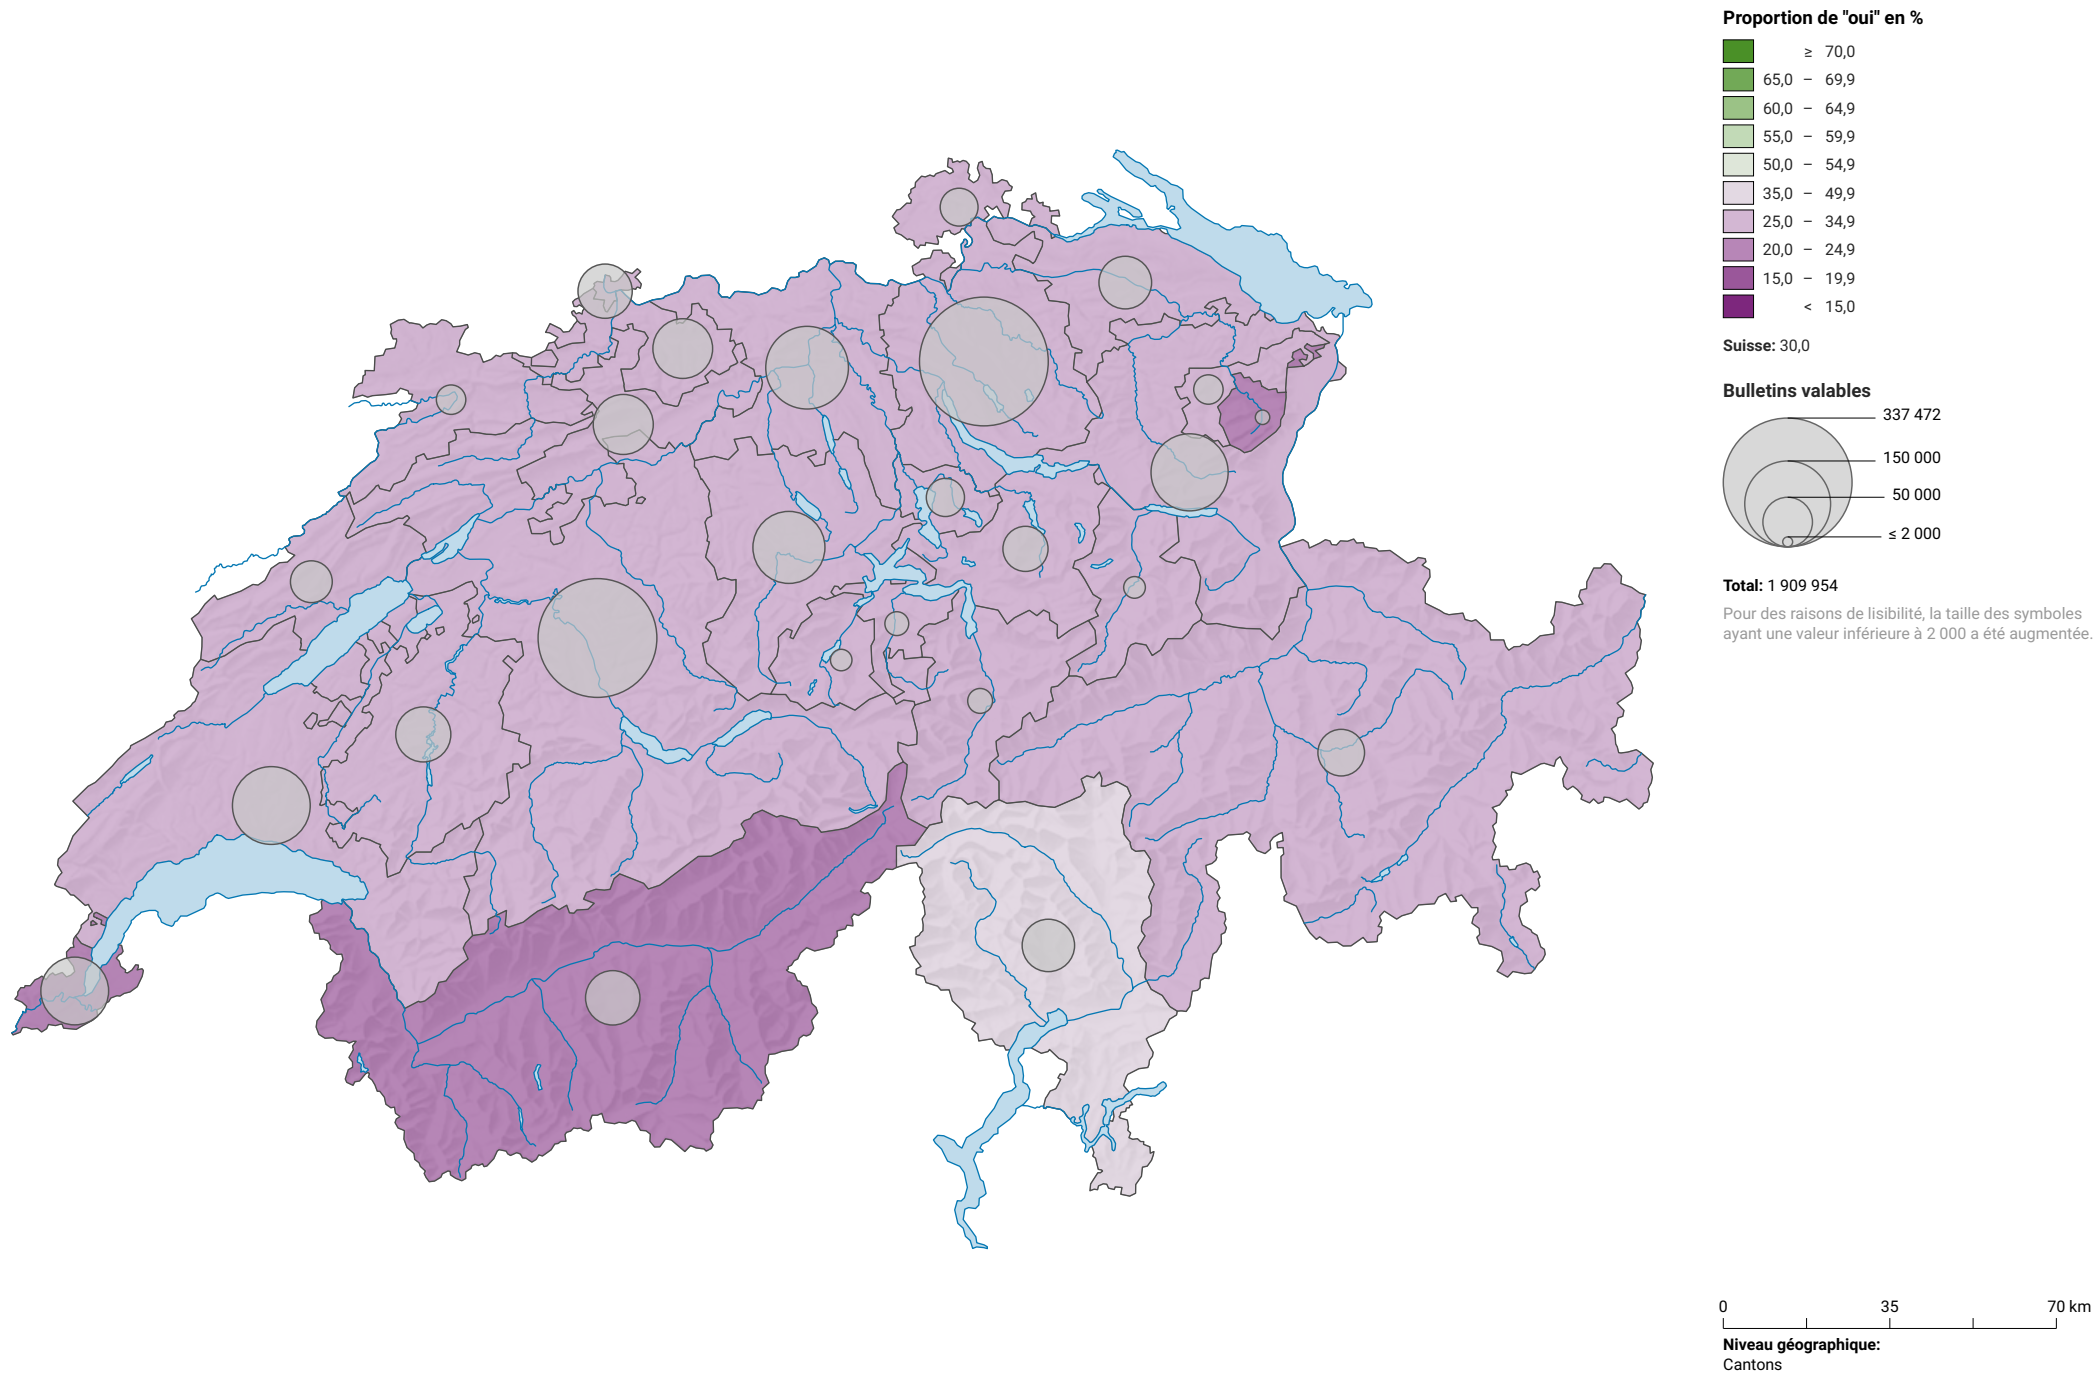 Proportion de "oui" en %
≥ 70,0
65,0 – 69,9
60,0 – 64,9
55,0 – 59,9
50,0 – 54,9
35,0 – 49,9
25,0 – 34,9
20,0 – 24,9
15,0 – 19,9
< 15,0
Suisse: 30,0
Bulletins valables
337 472
150 000
50 000
≤ 2 000
Total: 1 909 954
Pour des raisons de lisibilité, la taille des symboles
ayant une valeur inférieure à 2 000 a été augmentée.
0 35 70 km
Niveau géographique:
Cantons